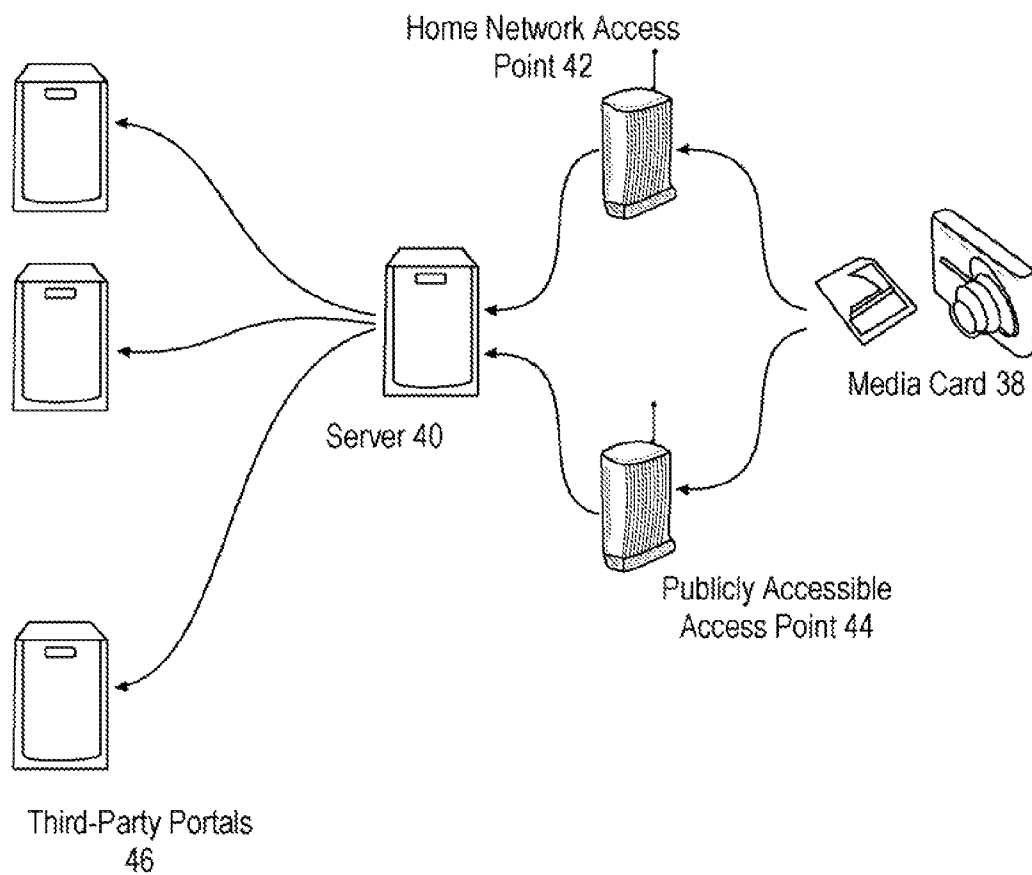 Home Network Access
Point 42
Media Card 38
Server 40
Publicly Accessible
Access Point 44
Third-Party Portals
46